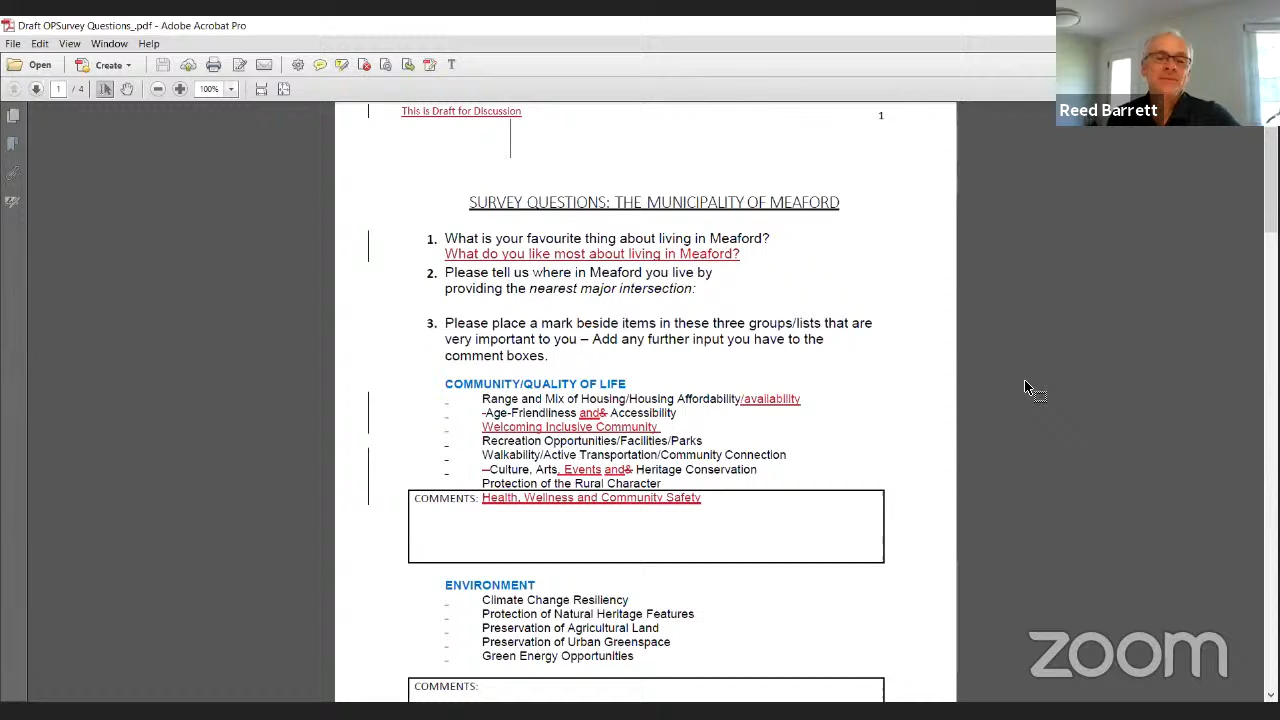 Draft OPSurvey Questions_.pdf - Adobe Acrobat Pro
File Edit View Window Help
Open Create
1 / 4 100%
Reed Barrett
This is Draft for Discussion
1
SURVEY QUESTIONS: THE MUNICIPALITY OF MEAFORD
1. What is your favourite thing about living in Meaford?
What do you like most about living in Meaford?
2. Please tell us where in Meaford you live by
providing the nearest major intersection:
3. Please place a mark beside items in these three groups/lists that are
very important to you – Add any further input you have to the
comment boxes.
COMMUNITY/QUALITY OF LIFE
Range and Mix of Housing/Housing Affordability/availability
-Age-Friendliness and& Accessibility
Welcoming Inclusive Community
Recreation Opportunities/Facilities/Parks
Walkability/Active Transportation/Community Connection
-Culture, Arts, Events and& Heritage Conservation
Protection of the Rural Character
COMMENTS: Health, Wellness and Community Safety
ENVIRONMENT
Climate Change Resiliency
Protection of Natural Heritage Features
Preservation of Agricultural Land
Preservation of Urban Greenspace
Green Energy Opportunities
COMMENTS:
zoom